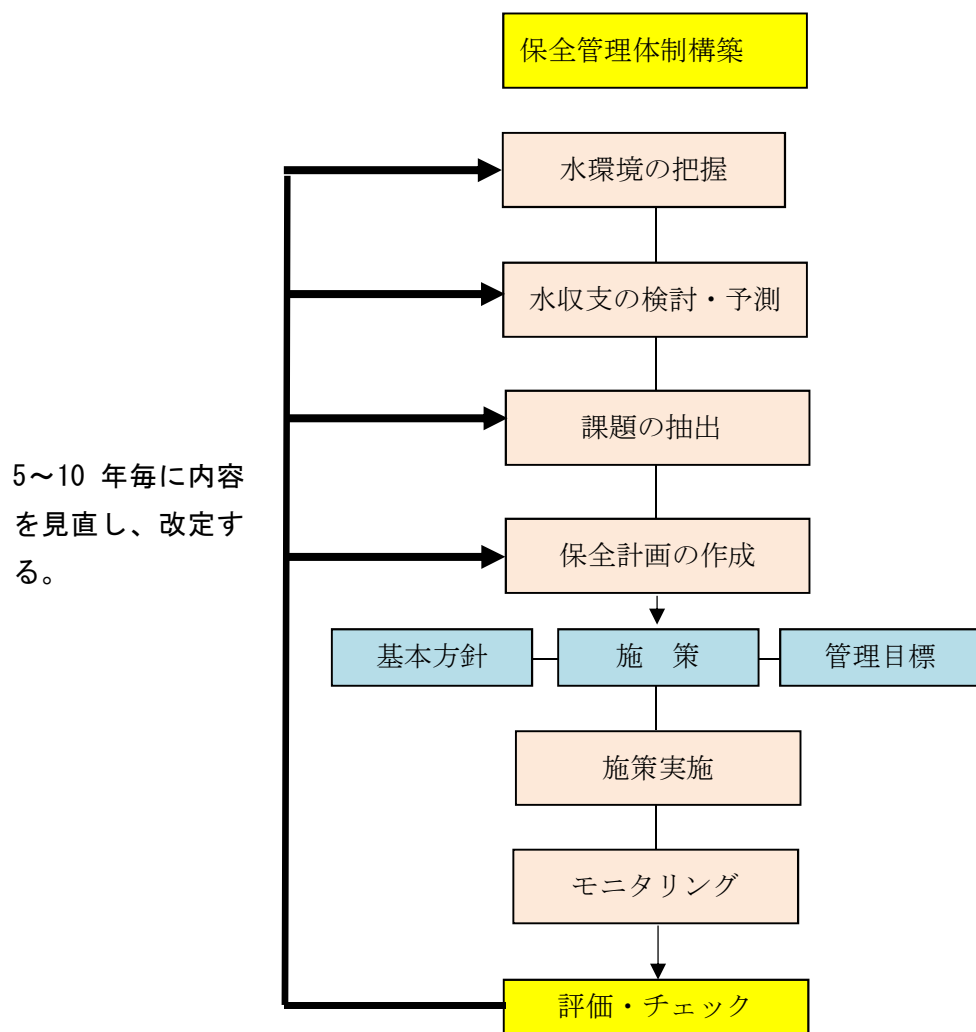 保全管理体制構築
水環境の把握
水収支の検討・予測
課題の抽出
5～10 年毎に内容
を見直し、改定す
る。
保全計画の作成
基本方針
施　策
管理目標
施策実施
モニタリング
評価・チェック